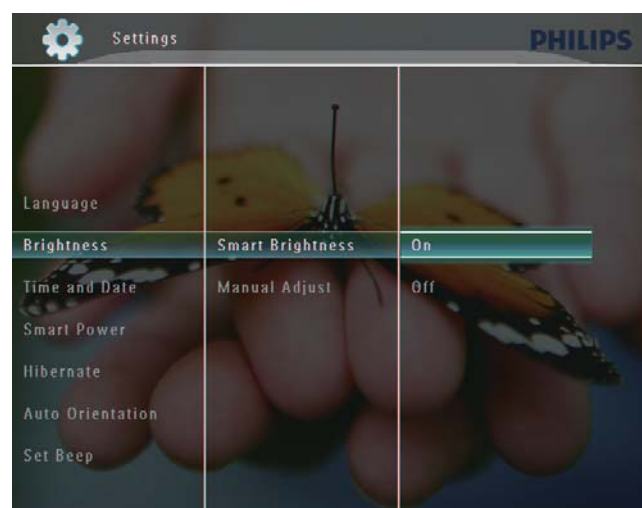 Settings
PHILIPS
Language
Brightness
Smart Brightness
On
Time and Date
Manual Adjust
Off
Smart Power
Hibernate
Auto Orientation
Set Beep